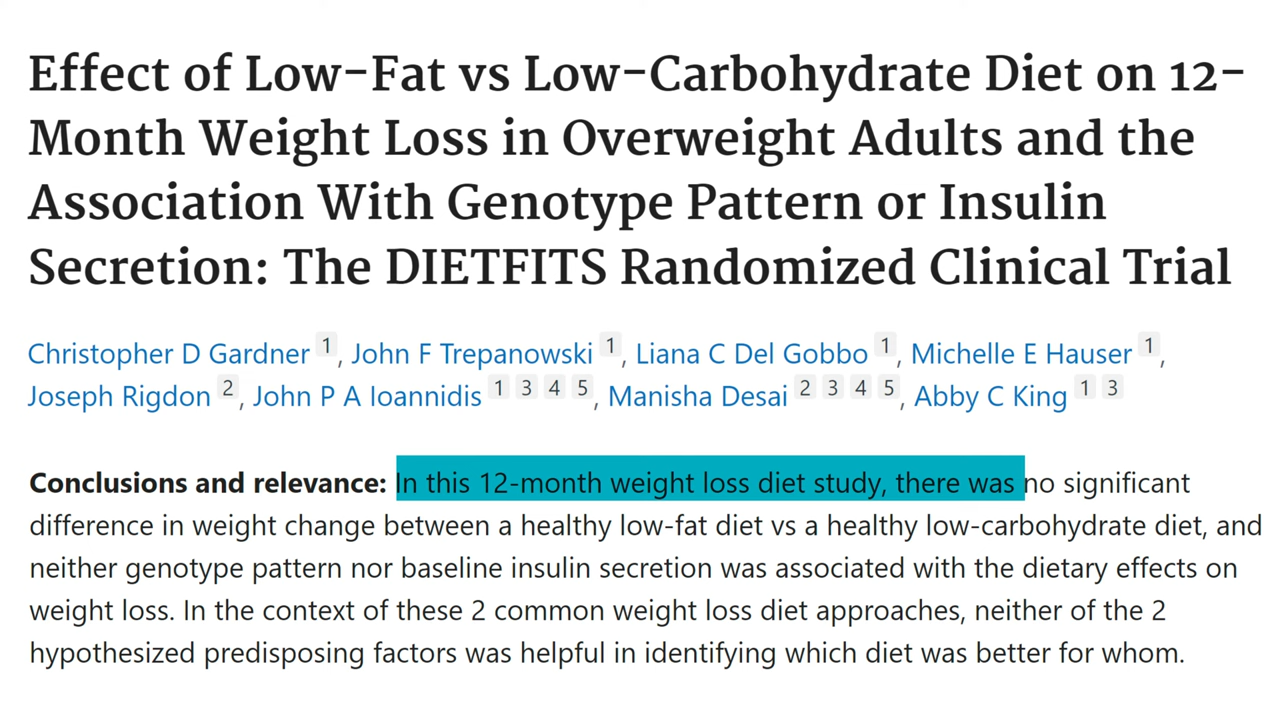 Effect of Low-Fat vs Low-Carbohydrate Diet on 12-
Month Weight Loss in Overweight Adults and the
Association With Genotype Pattern or Insulin
Secretion: The DIETFITS Randomized Clinical Trial
Christopher D Gardner 1, John F Trepanowski 1, Liana C Del Gobbo 1, Michelle E Hauser 1,
Joseph Rigdon 2, John P A Ioannidis 1 3 4 5, Manisha Desai 2 3 4 5, Abby C King 1 3
Conclusions and relevance: In this 12-month weight loss diet study, there was no significant
difference in weight change between a healthy low-fat diet vs a healthy low-carbohydrate diet, and
neither genotype pattern nor baseline insulin secretion was associated with the dietary effects on
weight loss. In the context of these 2 common weight loss diet approaches, neither of the 2
hypothesized predisposing factors was helpful in identifying which diet was better for whom.